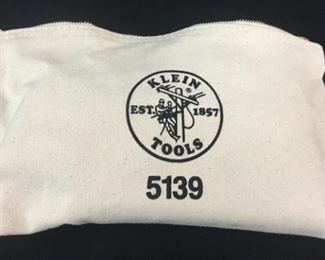 KLEIN
EST. 1857
TOOLS
®
5139